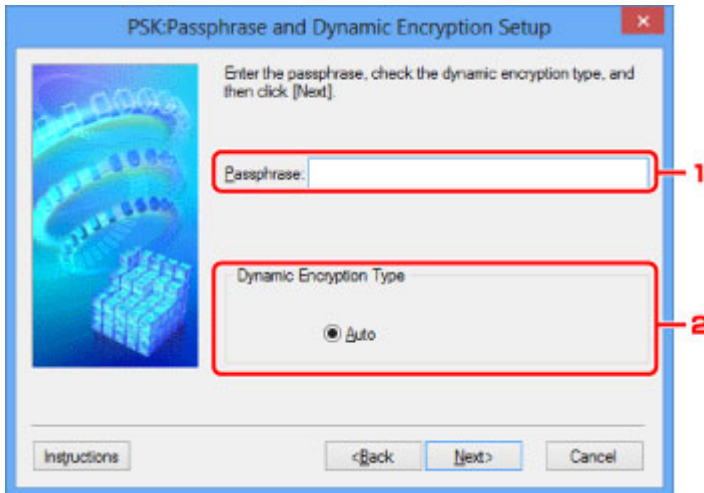 PSK:Passphrase and Dynamic Encryption Setup
Enter the passphrase, check the dynamic encryption type, and
then click [Next].
Passphrase:
1
Dynamic Encryption Type
Auto
2
Instructions
<Back
Next>
Cancel